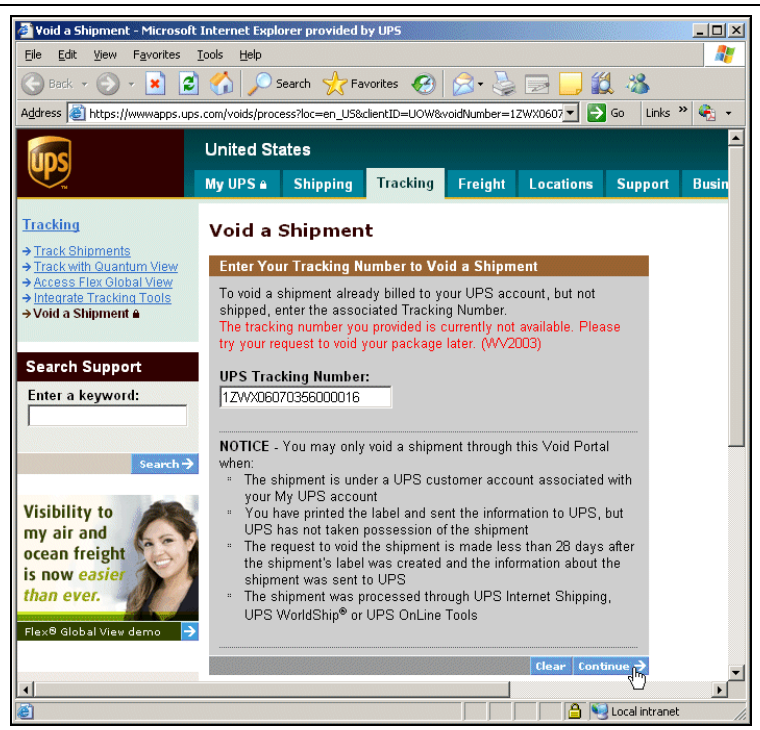 Void a Shipment - Microsoft Internet Explorer provided by UPS
File Edit View Favorites Tools Help
Back Search Favorites
Address https://wwwapps.ups.com/voids/process?loc=en_US&clientID=UOW&voidNumber=1ZWX0607 Go Links »
ups
TM
United States
My UPS Shipping Tracking Freight Locations Support Busin
Tracking
Track Shipments
Track with Quantum View
Access Flex Global View
Integrate Tracking Tools
Void a Shipment
Search Support
Enter a keyword:
Search
Visibility to
my air and
ocean freight
is now easier
than ever.
Flex® Global View demo
Void a Shipment
Enter Your Tracking Number to Void a Shipment
To void a shipment already billed to your UPS account, but not
shipped, enter the associated Tracking Number.
The tracking number you provided is currently not available. Please
try your request to void your package later. (WV2003)
UPS Tracking Number:
1ZWX06070356000016
NOTICE - You may only void a shipment through this Void Portal
when:
The shipment is under a UPS customer account associated with
your My UPS account
You have printed the label and sent the information to UPS, but
UPS has not taken possession of the shipment
The request to void the shipment is made less than 28 days after
the shipment's label was created and the information about the
shipment was sent to UPS
The shipment was processed through UPS Internet Shipping,
UPS WorldShip® or UPS OnLine Tools
Clear Continue
Local intranet